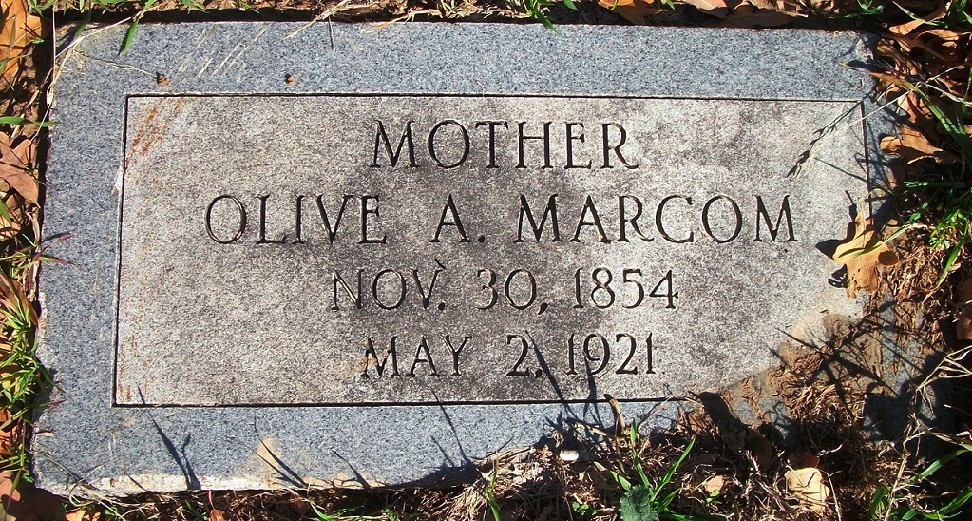 MOTHER
OLIVE A. MARCOM
NOV. 30, 1854
MAY 2, 1921